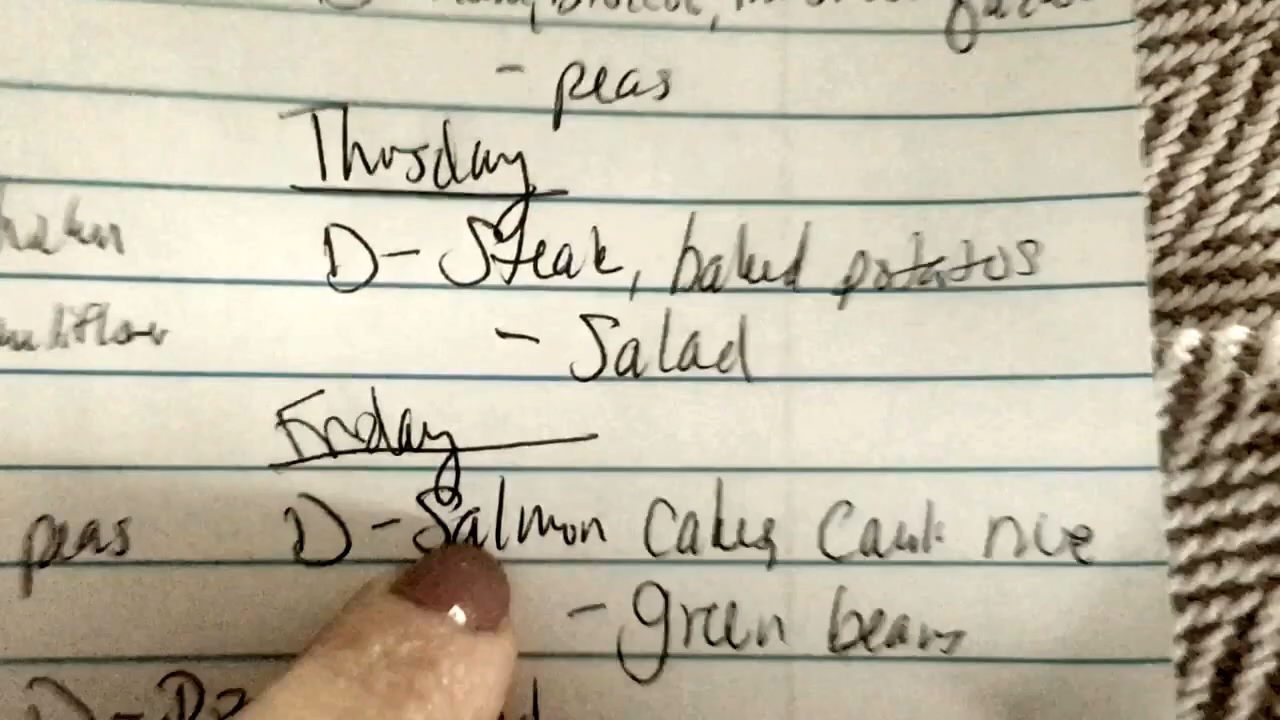 - peas
Thursday
D- Steak, baked potatos
- Salad
Friday
peas D- Salmon Cakes Cauli rice
- green beans